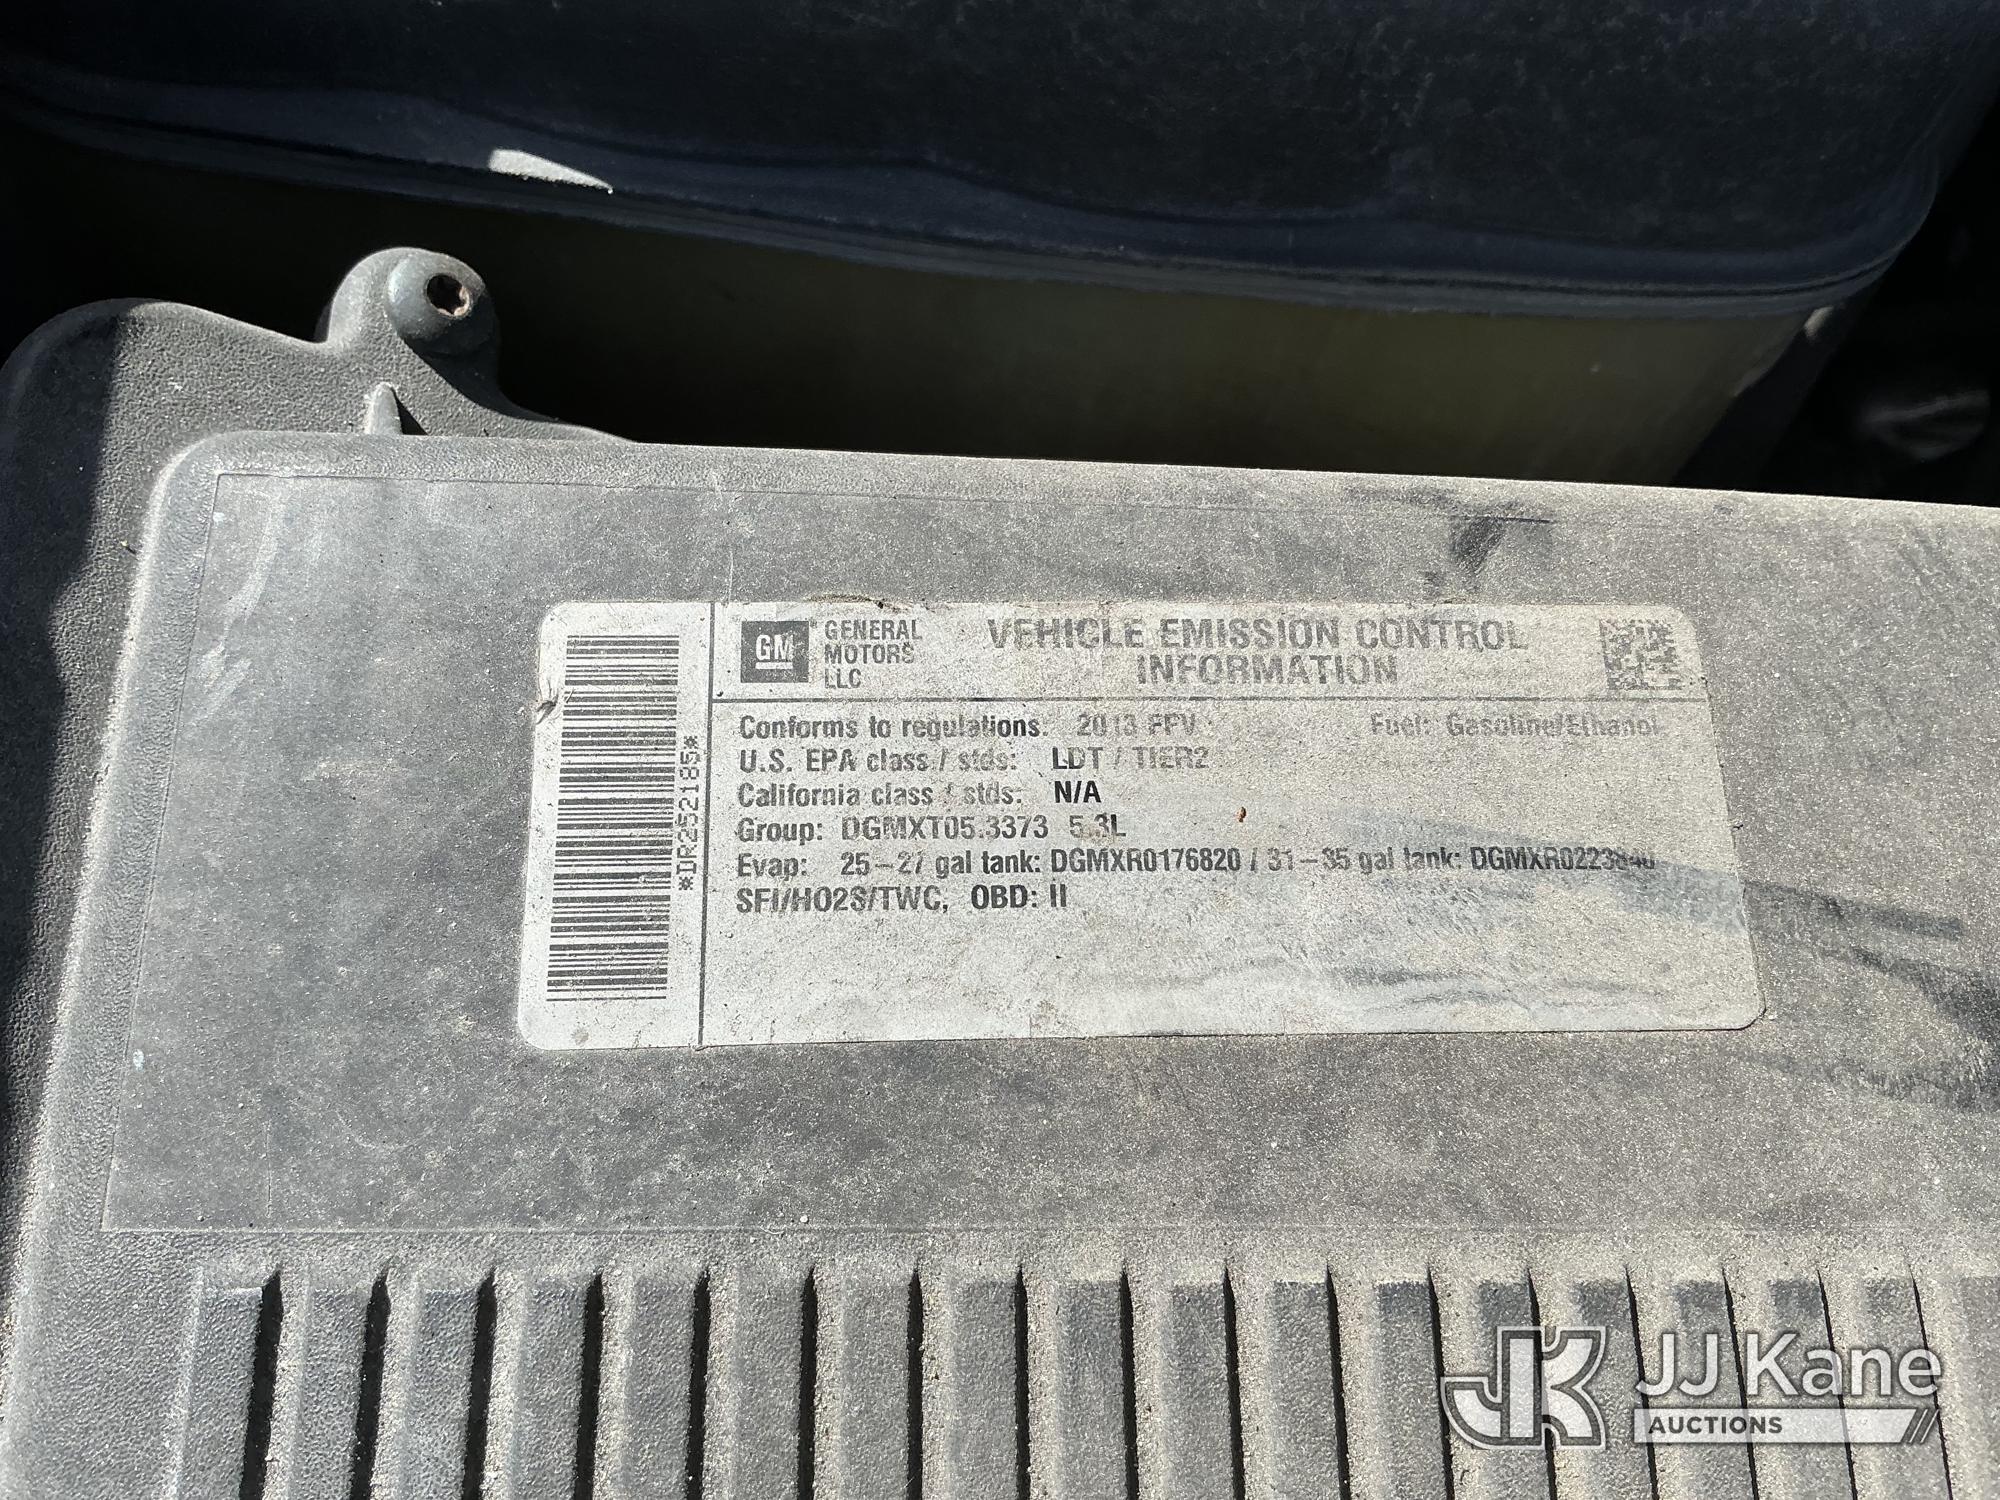 GM GENERAL MOTORS LLC
VEHICLE EMISSION CONTROL
INFORMATION
*DR252185*
Conforms to regulations: 2013 FFV Fuel: Gasoline/Ethanol
U.S. EPA class / stds: LDT / TIER2
California class / stds: N/A
Group: DGMXT05.3373 5.3L
Evap: 25-27 gal tank: DGMXR0176820 / 31-35 gal tank: DGMXR0223840
SFI/HO2S/TWC, OBD: II
JK JJ Kane
AUCTIONS